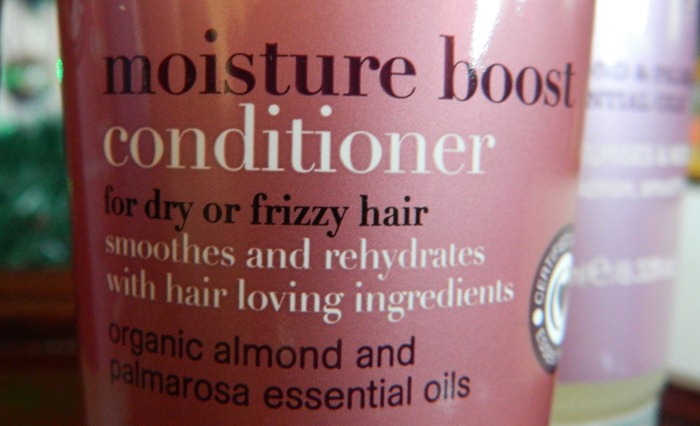 moisture boost
conditioner
for dry or frizzy hair
smoothes and rehydrates
with hair loving ingredients
organic almond and
palmarosa essential oils